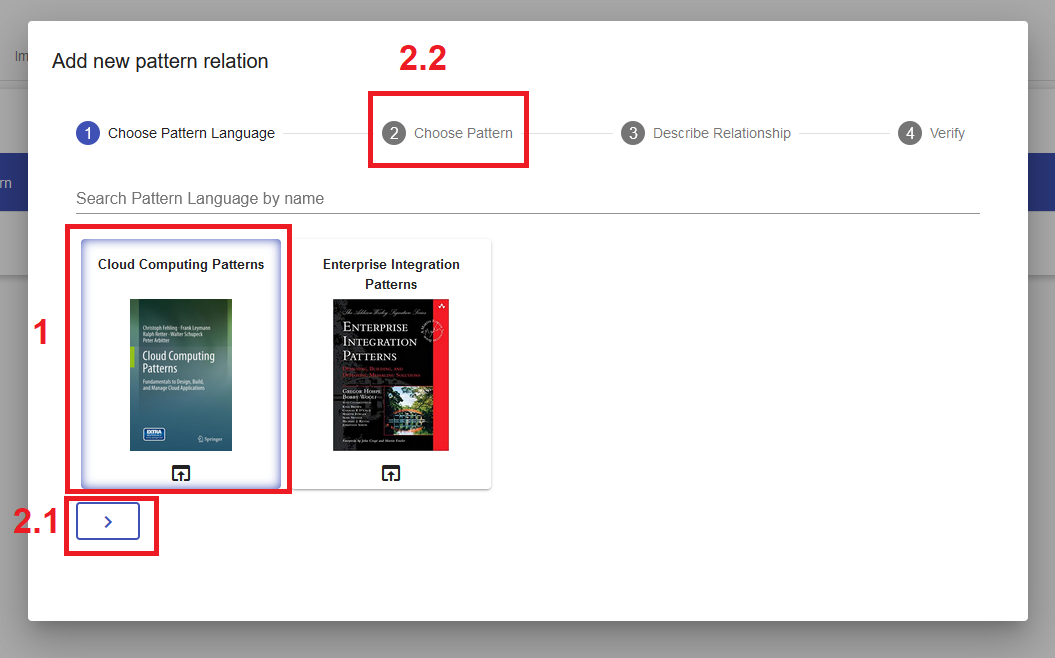 Im
Add new pattern relation
2.2
1 Choose Pattern Language
2 Choose Pattern
3 Describe Relationship
4 Verify
rn
Search Pattern Language by name
1
Cloud Computing Patterns
Christoph Fehling · Frank Leymann
Ralph Retter · Walter Schupeck
Peter Arbitter
Cloud Computing
Patterns
Fundamentals to Design, Build,
and Manage Cloud Applications
EXTRA
Springer
Enterprise Integration
Patterns
The Addison Wesley Signature Series
ENTERPRISE
INTEGRATION
PATTERNS
DESIGNING, BUILDING, AND
DEPLOYING MESSAGING SOLUTIONS
GREGOR HOHPE
BOBBY WOOLF
2.1